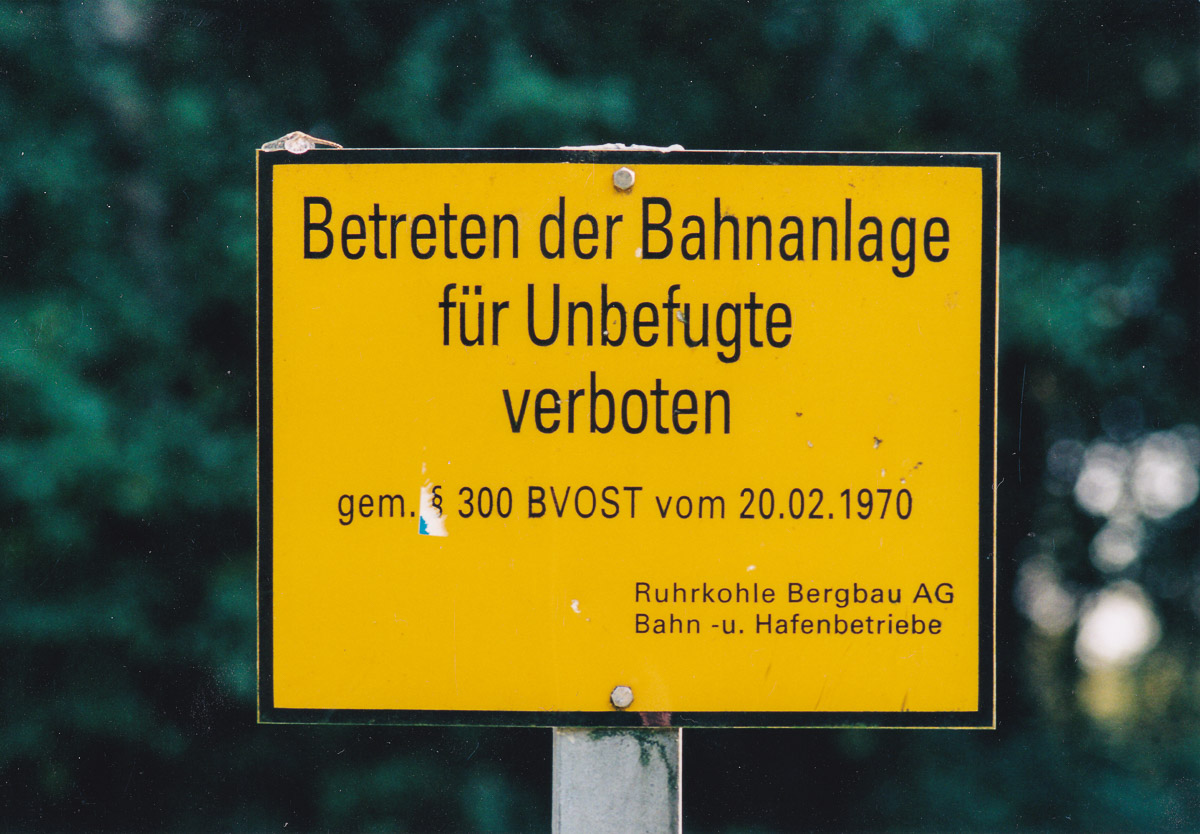 Betreten der Bahnanlage
für Unbefugte
verboten
gem. § 300 BVOST vom 20.02.1970
Ruhrkohle Bergbau AG
Bahn -u. Hafenbetriebe